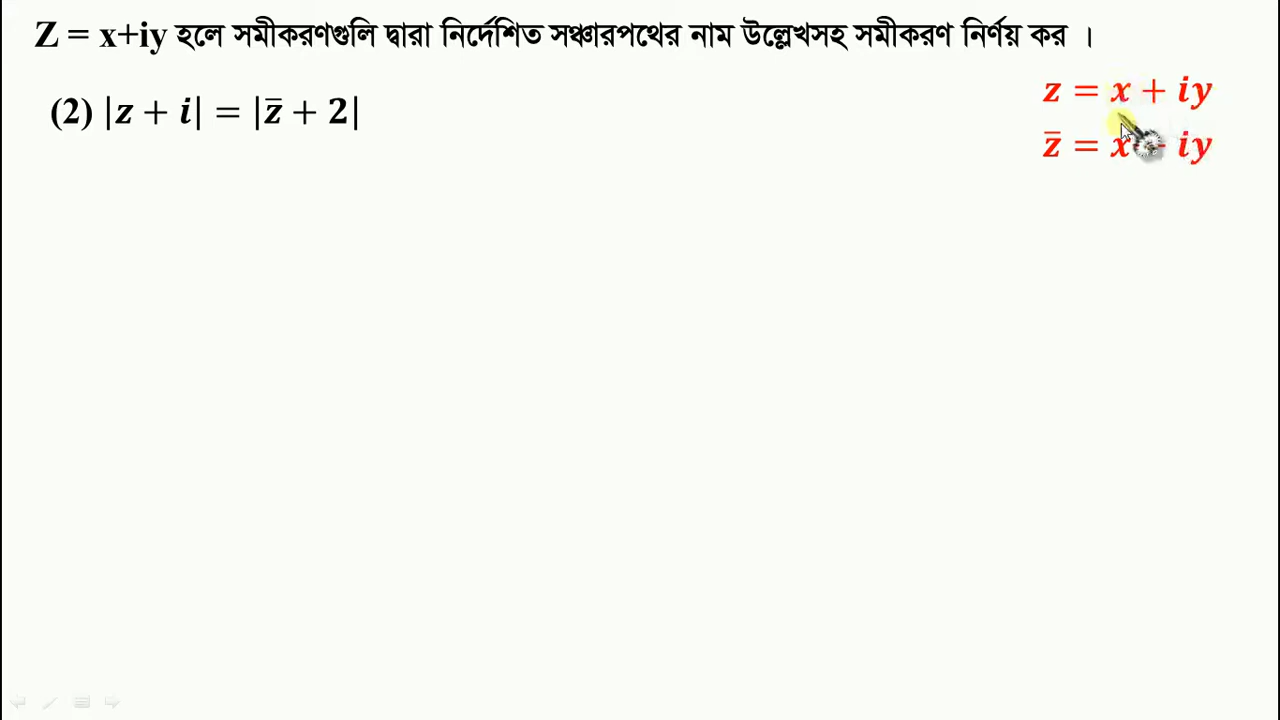 Z = x+iy হলে সমীকরণগুলি দ্বারা নির্দেশিত সঞ্চারপথের নাম উল্লেখসহ সমীকরণ নির্ণয় কর ।
(2) |z + i| = |z̅ + 2|
z = x + iy
z̅ = x − iy